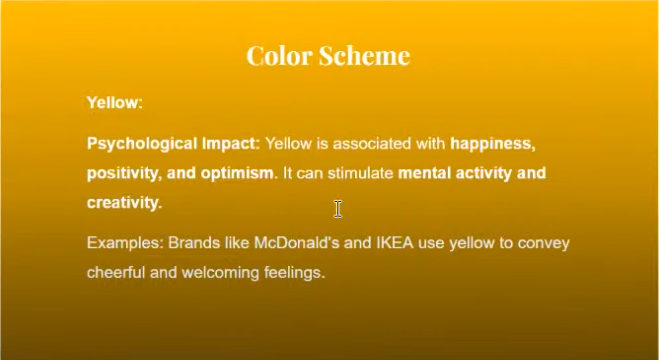 Color Scheme
Yellow:
Psychological Impact: Yellow is associated with happiness,
positivity, and optimism. It can stimulate mental activity and
creativity.
Examples: Brands like McDonald's and IKEA use yellow to convey
cheerful and welcoming feelings.